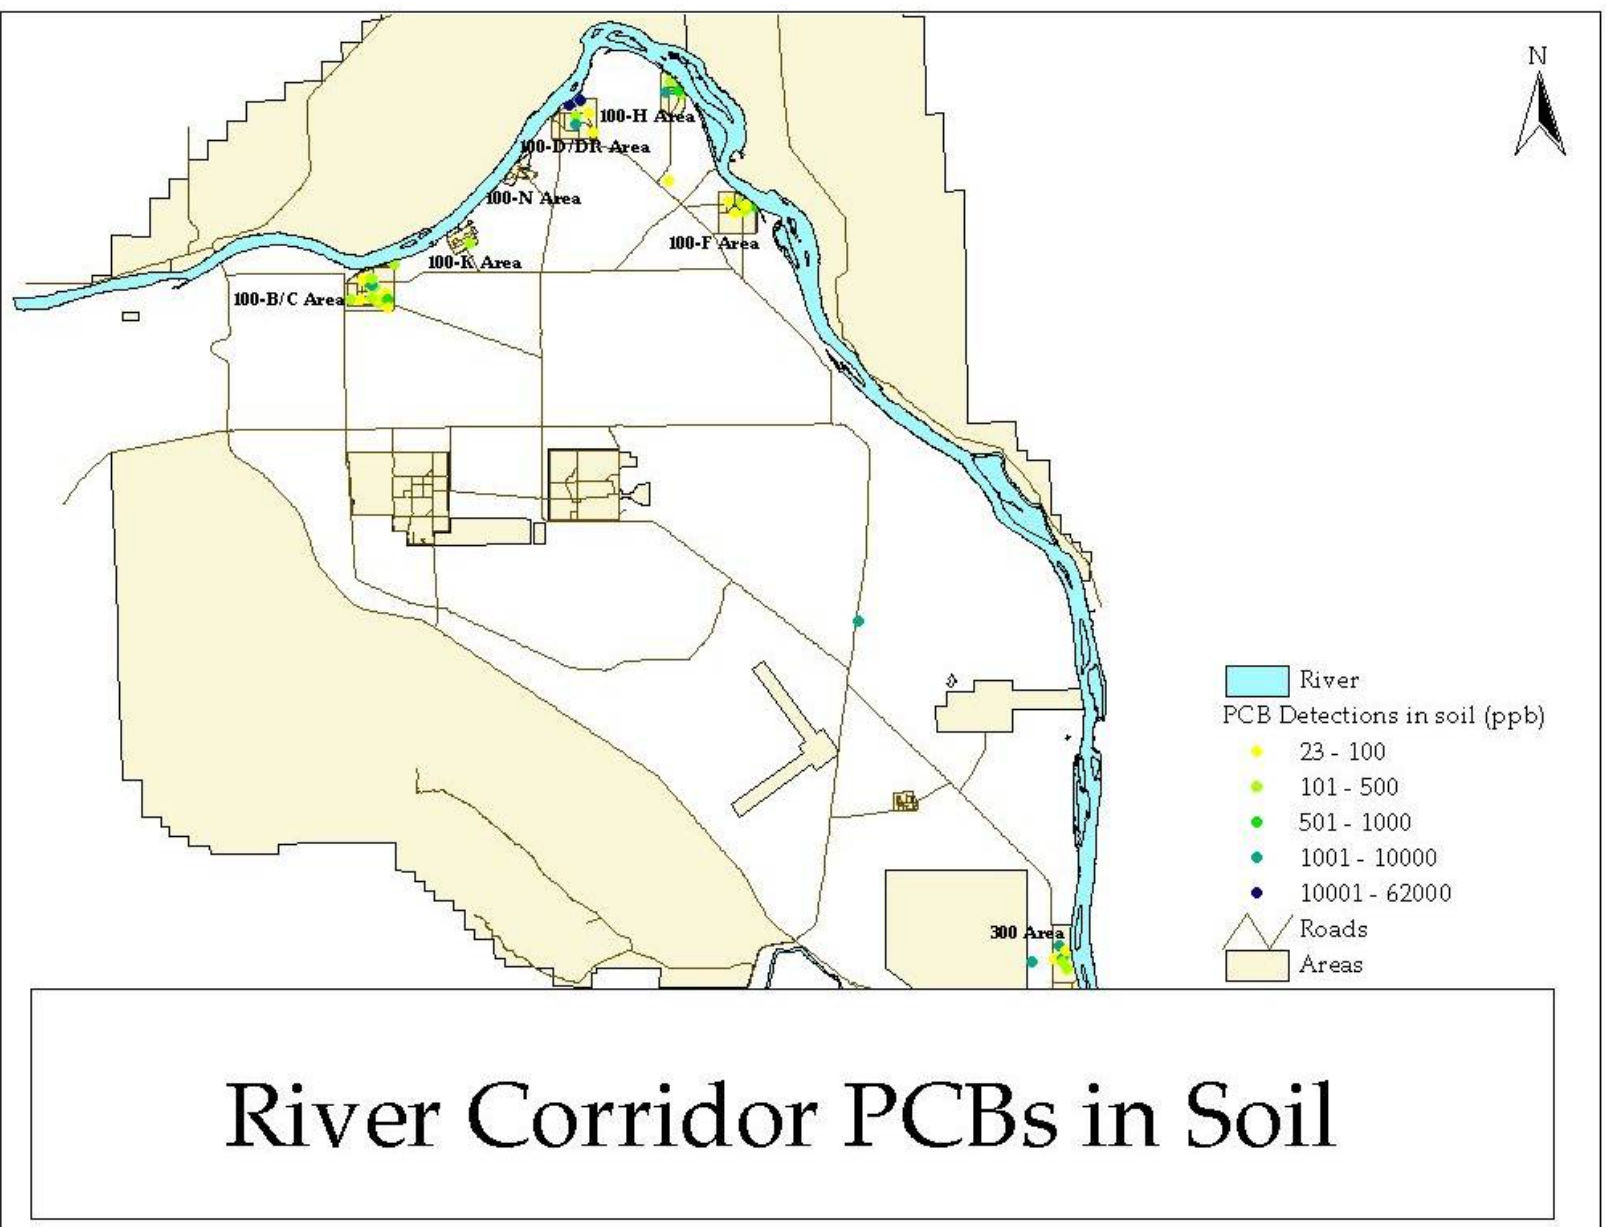 N
100-H Area
100-D/DR Area
100-N Area
100-F Area
100-K Area
100-B/C Area
River
PCB Detections in soil (ppb)
23 - 100
101 - 500
501 - 1000
1001 - 10000
10001 - 62000
Roads
300 Area
Areas
River Corridor PCBs in Soil